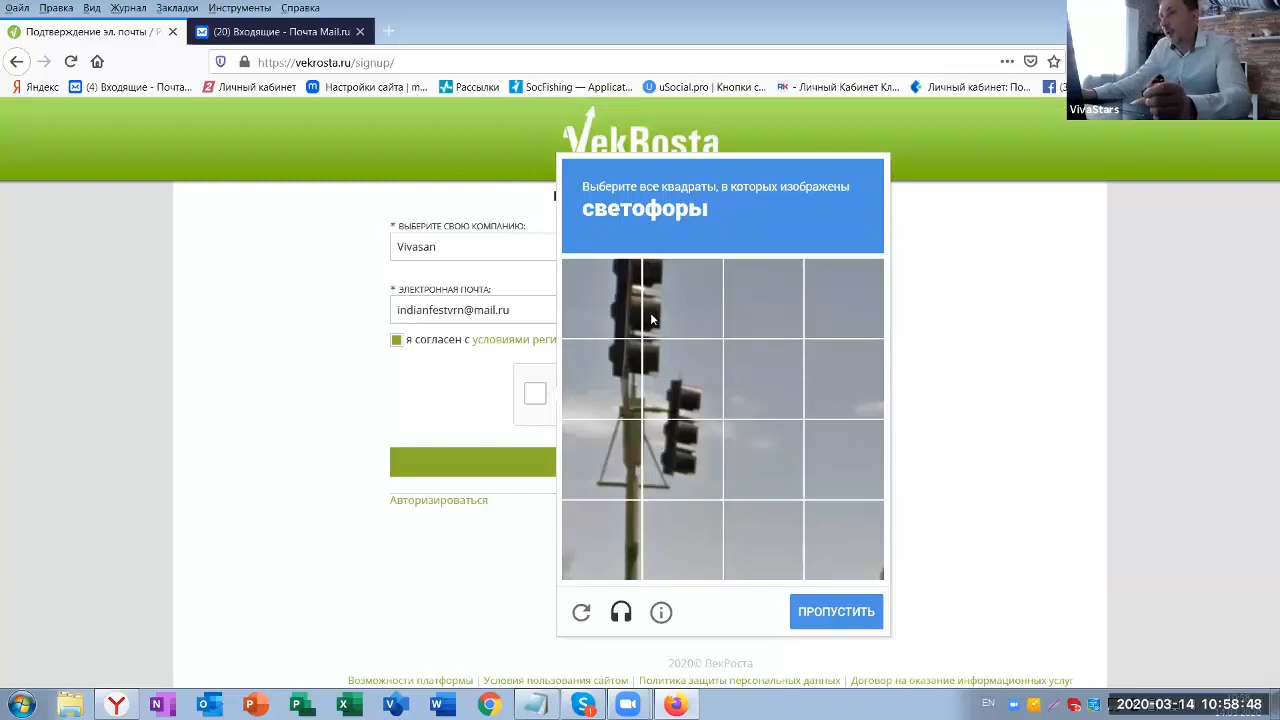 Файл Правка Вид Журнал Закладки Инструменты Справка
Подтверждение эл. почты /
(20) Входящие - Почта Mail.ru
https://vekrosta.ru/signup/
Яндекс
(4) Входящие - Почта...
Личный кабинет
Настройки сайта | m...
Рассылки
SocFishing — Applicat...
uSocial.pro | Кнопки с...
- Личный Кабинет Кл...
Личный кабинет: По...
VivaStars
VekRosta
Выберите все квадраты, в которых изображены
светофоры
* ВЫБЕРИТЕ СВОЮ КОМПАНИЮ:
Vivasan
* ЭЛЕКТРОННАЯ ПОЧТА:
indianfestvrn@mail.ru
я согласен с условиями реги
Авторизироваться
ПРОПУСТИТЬ
2020© ВекРоста
Возможности платформы | Условия пользования сайтом | Политика защиты персональных данных | Договор на оказание информационных услуг
EN
2020-03-14 10:58:48